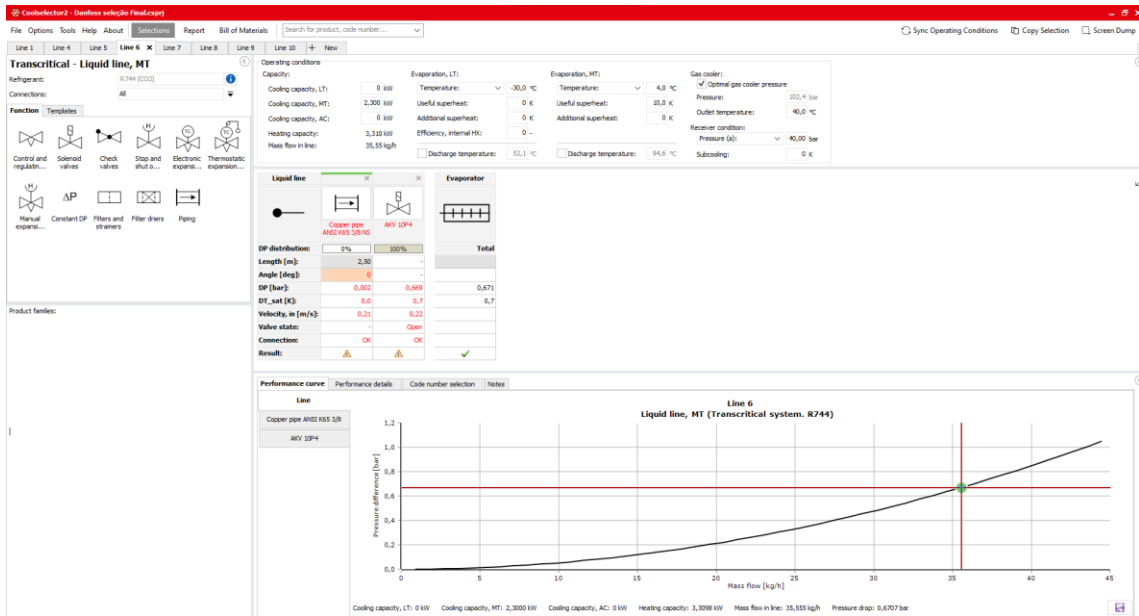 Coolselector2 - Danfoss seleção Final.csprj
File Options Tools Help About Selections Report Bill of Materials Search for product, code number... Sync Operating Conditions Copy Selection Screen Dump
Line 1 Line 4 Line 5 Line 6 Line 7 Line 8 Line 9 Line 10 + New
Transcritical - Liquid line, MT
Refrigerant: R744 (CO2)
Connections: All
Function Templates
Control and regulatin... Solenoid valves Check valves Stop and shut o... Electronic expansi... Thermostatic expansion...
Manual expansi... Constant DP Filters and strainers Filter driers Piping
Product families:
Operating conditions
Capacity:
Cooling capacity, LT: 0 kW
Cooling capacity, MT: 2,300 kW
Cooling capacity, AC: 0 kW
Heating capacity: 3,310 kW
Mass flow in line: 35,55 kg/h
Evaporation, LT:
Temperature: -30,0 °C
Useful superheat: 0 K
Additional superheat: 0 K
Efficiency, internal HX: 0 -
Discharge temperature: 52,1 °C
Evaporation, MT:
Temperature: 4,0 °C
Useful superheat: 10,0 K
Additional superheat: 0 K
Discharge temperature: 94,6 °C
Gas cooler:
Optimal gas cooler pressure
Pressure: 102,4 bar
Outlet temperature: 40,0 °C
Receiver condition:
Pressure (a): 40,00 bar
Subcooling: 0 K
Liquid line Evaporator
Copper pipe ANSI K65 3/8 NS AKV 10P4
DP distribution: 0% 100% Total
Length [m]: 2,50 -
Angle [deg]: 0 -
DP [bar]: 0,002 0,669 0,671
DT_sat [K]: 0,0 0,7 0,7
Velocity, in [m/s]: 0,21 0,22
Valve state: - Open
Connection: OK OK
Result:
Performance curve Performance details Code number selection Notes
Line
Copper pipe ANSI K65 3/8
AKV 10P4
Line 6
Liquid line, MT (Transcritical system. R744)
Pressure difference [bar]
1,2
1,0
0,8
0,6
0,4
0,2
0,0
0 5 10 15 20 25 30 35 40 45
Mass flow [kg/h]
Cooling capacity, LT: 0 kW Cooling capacity, MT: 2,3000 kW Cooling capacity, AC: 0 kW Heating capacity: 3,3098 kW Mass flow in line: 35,555 kg/h Pressure drop: 0,6707 bar